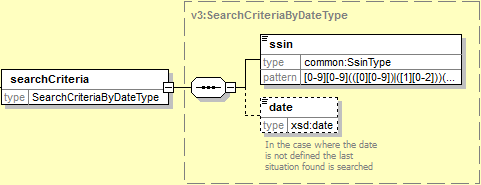 v3:SearchCriteriaByDateType
ssin
type common:SsinType
pattern [0-9][0-9](([0][0-9])|([1][0-2]))(...
searchCriteria
type SearchCriteriaByDateType
date
type xsd:date
In the case where the date
is not defined the last
situation found is searched